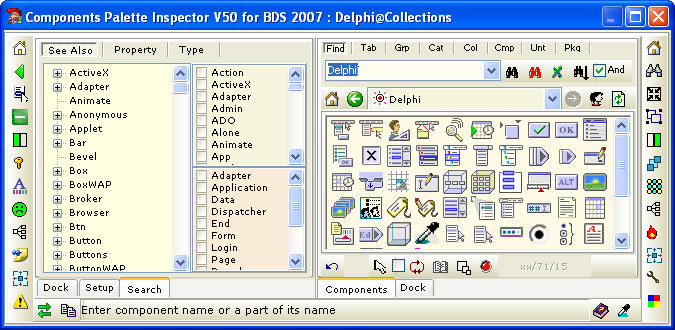 Components Palette Inspector V50 for BDS 2007 : Delphi@Collections
See Also Property Type
ActiveX
Adapter
Animate
Anonymous
Applet
Bar
Bevel
Box
BoxWAP
Broker
Browser
Btn
Button
Buttons
ButtonWAP
Action
ActiveX
Adapter
Admin
ADO
Alone
Animate
App
Adapter
Application
Data
Dispatcher
End
Form
Login
Page
Dock Setup Search
Find Tab Grp Cat Col Cmp Unt Pkg
Delphi And
Delphi
OK
OK
ALT
Ed
xx/71/15
Components Dock
Enter component name or a part of its name